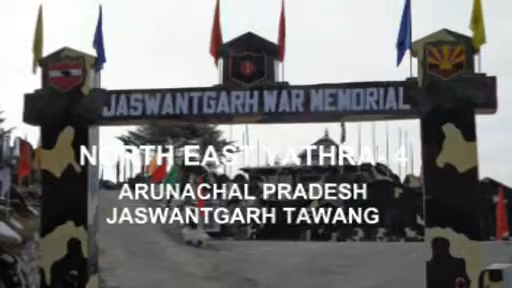 JASWANTGARH WAR MEMORIAL
NORTH EAST YATHRA- 4
ARUNACHAL PRADESH
JASWANTGARH TAWANG